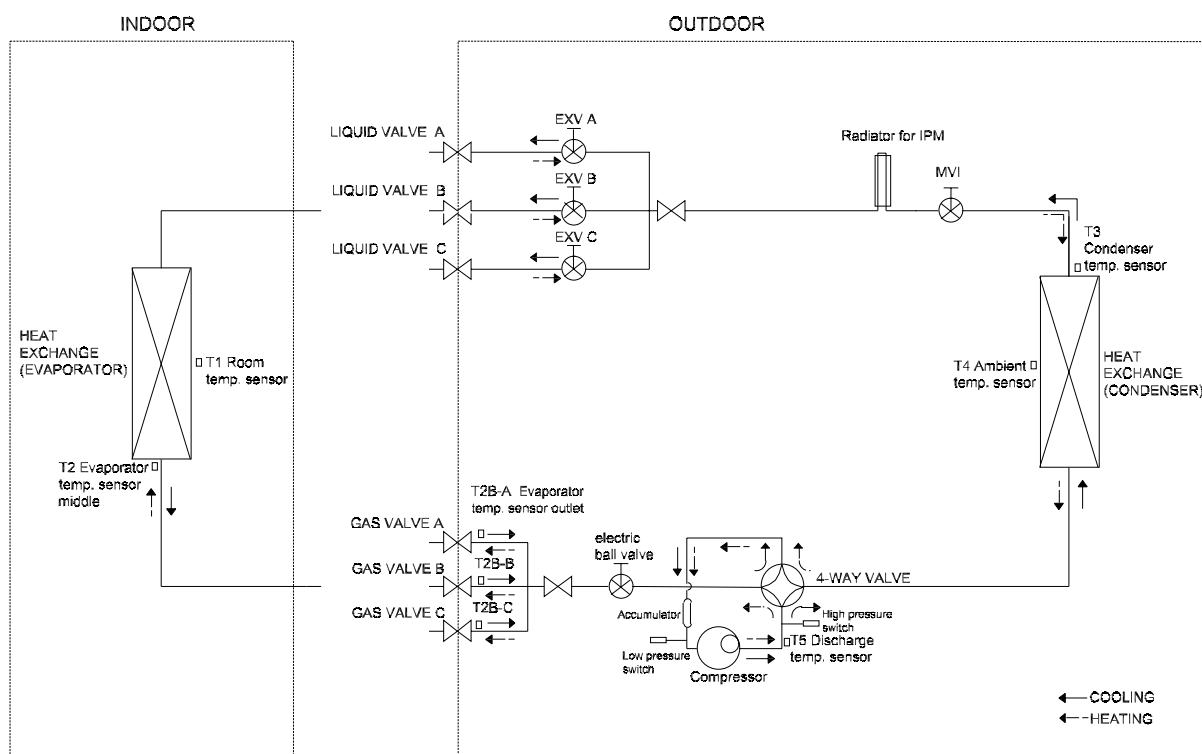 INDOOR
OUTDOOR
LIQUID VALVE A
EXV A
LIQUID VALVE B
EXV B
LIQUID VALVE C
EXV C
Radiator for IPM
MVI
T3
Condenser
temp. sensor
HEAT
EXCHANGE
(EVAPORATOR)
T1 Room
temp. sensor
T4 Ambient
temp. sensor
HEAT
EXCHANGE
(CONDENSER)
T2 Evaporator
temp. sensor
middle
T2B-A Evaporator
temp. sensor outlet
GAS VALVE A
T2B-B
GAS VALVE B
T2B-C
GAS VALVE C
electric
ball valve
4-WAY VALVE
Accumulator
High pressure
switch
Low pressure
switch
T5 Discharge
temp. sensor
Compressor
COOLING
HEATING